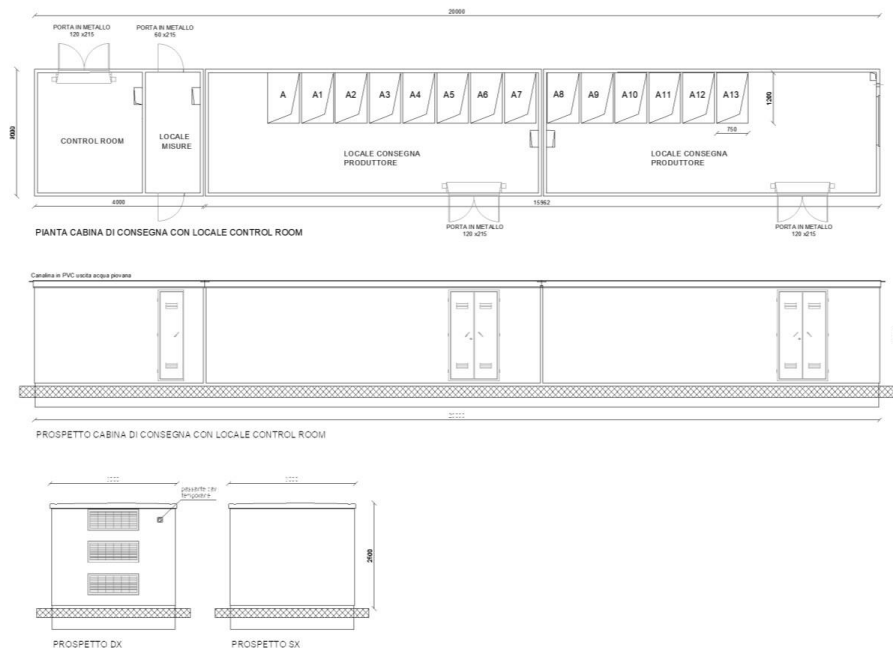 20000
PORTA IN METALLO
120 x215
PORTA IN METALLO
60 x215
A
A1
A2
A3
A4
A5
A6
A7
A8
A9
A10
A11
A12
A13
1200
750
CONTROL ROOM
LOCALE
MISURE
LOCALE CONSEGNA
PRODUTTORE
LOCALE CONSEGNA
PRODUTTORE
4000
15962
PIANTA CABINA DI CONSEGNA CON LOCALE CONTROL ROOM
PORTA IN METALLO
120 x215
PORTA IN METALLO
120 x215
Canalina in PVC uscita acqua piovana
PROSPETTO CABINA DI CONSEGNA CON LOCALE CONTROL ROOM
2500
PROSPETTO DX
PROSPETTO SX